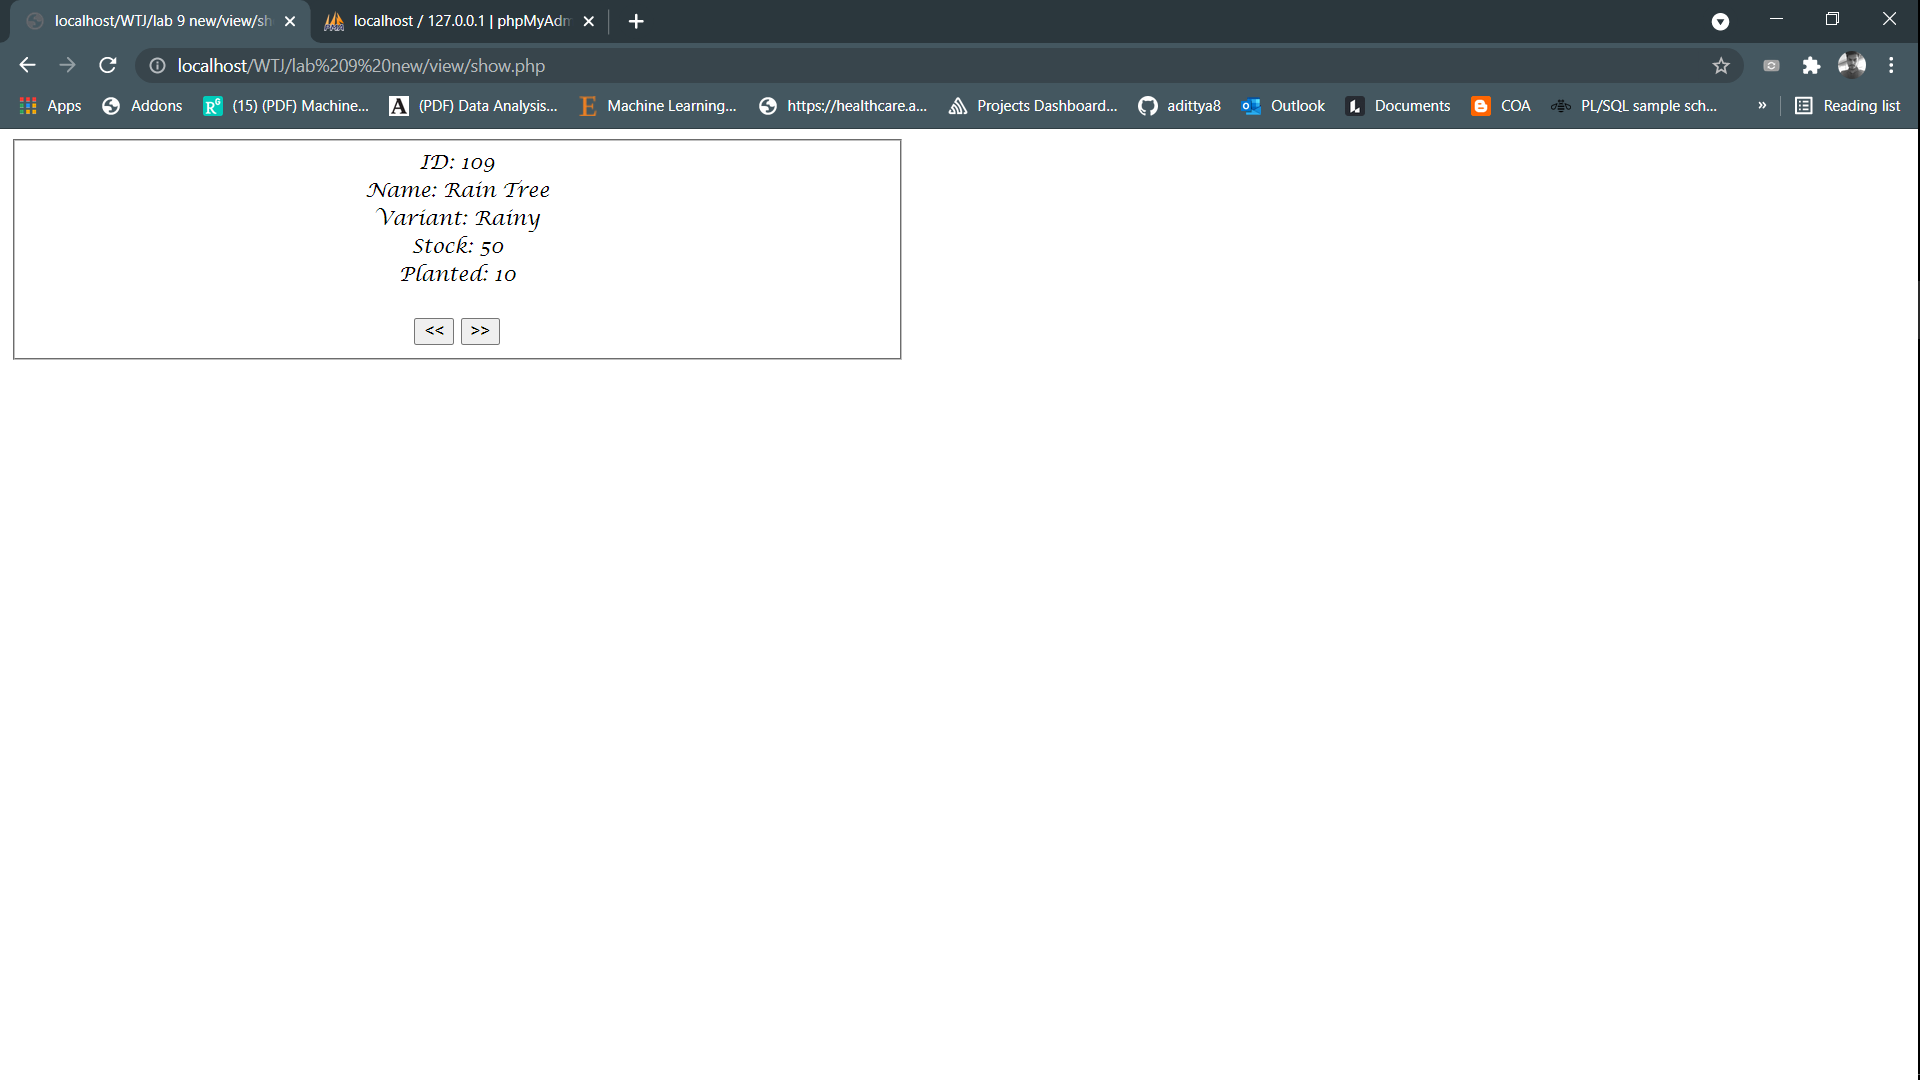 localhost/WTJ/lab 9 new/view/sh
localhost / 127.0.0.1 | phpMyAdm
localhost/WTJ/lab%209%20new/view/show.php
Apps Addons (15) (PDF) Machine... (PDF) Data Analysis... Machine Learning... https://healthcare.a... Projects Dashboard... adittya8 Outlook Documents COA PL/SQL sample sch... » Reading list
ID: 109
Name: Rain Tree
Variant: Rainy
Stock: 50
Planted: 10
<< >>